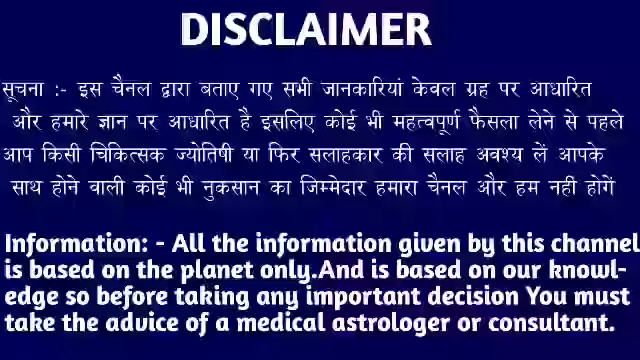 DISCLAIMER
सूचना :- इस चैनल द्वारा बताए गए सभी जानकारियां केवल ग्रह पर आधारित
और हमारे ज्ञान पर आधारित है इसलिए कोई भी महत्वपूर्ण फैसला लेने से पहले
आप किसी चिकित्सक ज्योतिषी या फिर सलाहकार की सलाह अवश्य लें आपके
साथ होने वाली कोई भी नुकसान का जिम्मेदार हमारा चैनल और हम नही होगें
Information: - All the information given by this channel
is based on the planet only.And is based on our knowl-
edge so before taking any important decision You must
take the advice of a medical astrologer or consultant.